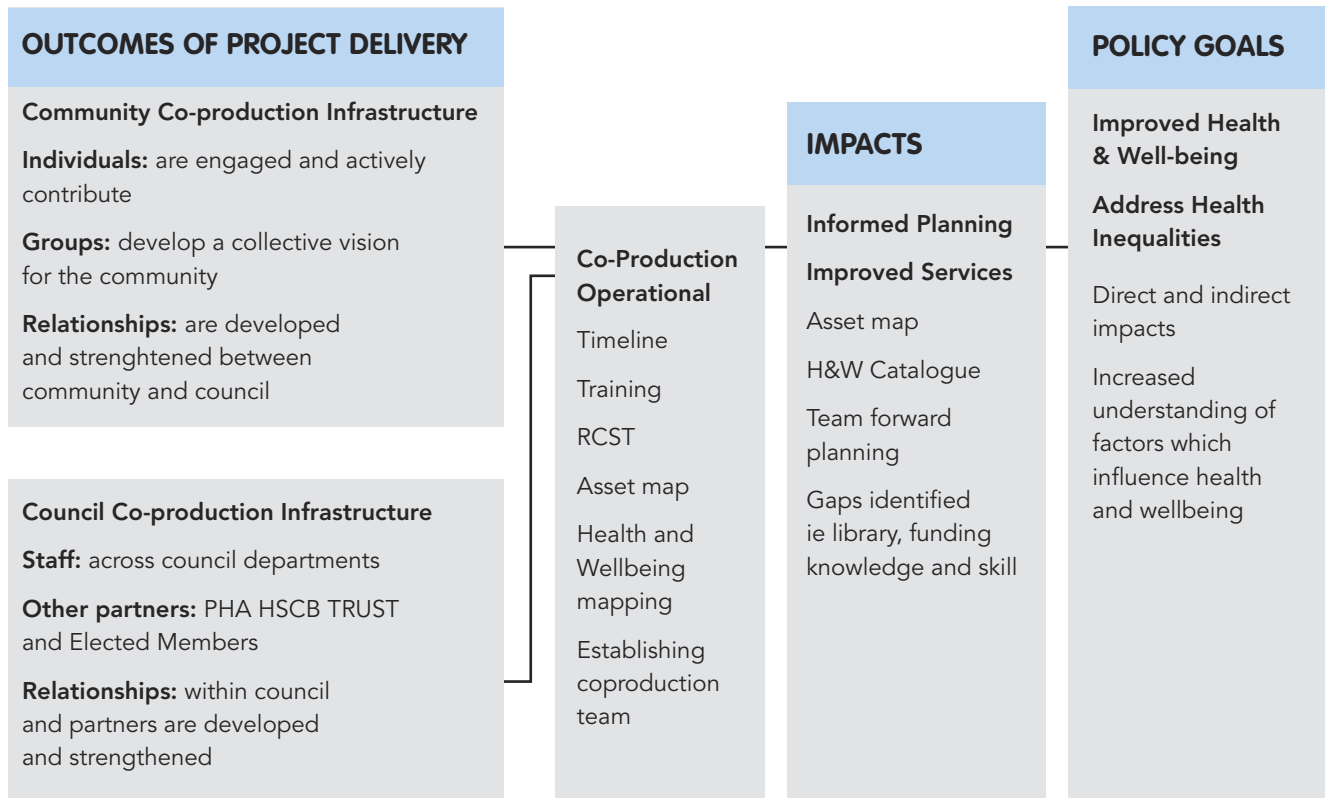 OUTCOMES OF PROJECT DELIVERY
Community Co-production Infrastructure
Individuals: are engaged and actively
contribute
Groups: develop a collective vision
for the community
Relationships: are developed
and strenghtened between
community and council
Council Co-production Infrastructure
Staff: across council departments
Other partners: PHA HSCB TRUST
and Elected Members
Relationships: within council
and partners are developed
and strengthened
Co-Production
Operational
Timeline
Training
RCST
Asset map
Health and
Wellbeing
mapping
Establishing
coproduction
team
IMPACTS
Informed Planning
Improved Services
Asset map
H&W Catalogue
Team forward
planning
Gaps identified
ie library, funding
knowledge and skill
POLICY GOALS
Improved Health
& Well-being
Address Health
Inequalities
Direct and indirect
impacts
Increased
understanding of
factors which
influence health
and wellbeing